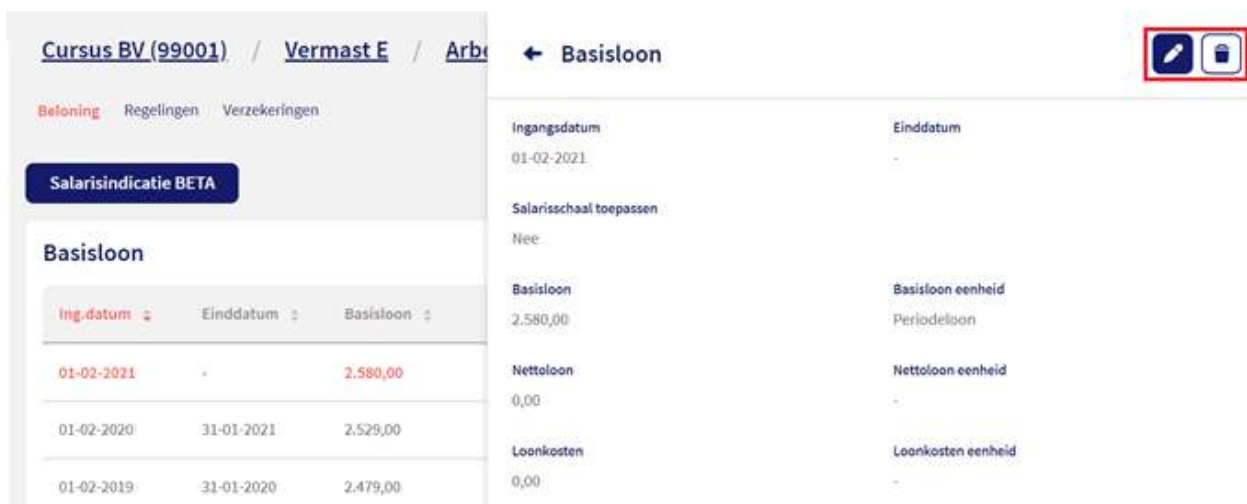 Cursus BV (99001) / Vermast E / Arbe
Beloning Regelingen Verzekeringen
Salarisindicatie BETA
Basisloon
Ing.datum Einddatum Basisloon
01-02-2021 - 2.580,00
01-02-2020 31-01-2021 2.529,00
01-02-2019 31-01-2020 2.479,00
← Basisloon
Ingangsdatum Einddatum
01-02-2021 -
Salarisschaal toepassen
Nee
Basisloon Basisloon eenheid
2.580,00 Periodeloon
Nettoloon Nettoloon eenheid
0,00 -
Loonkosten Loonkosten eenheid
0,00 -